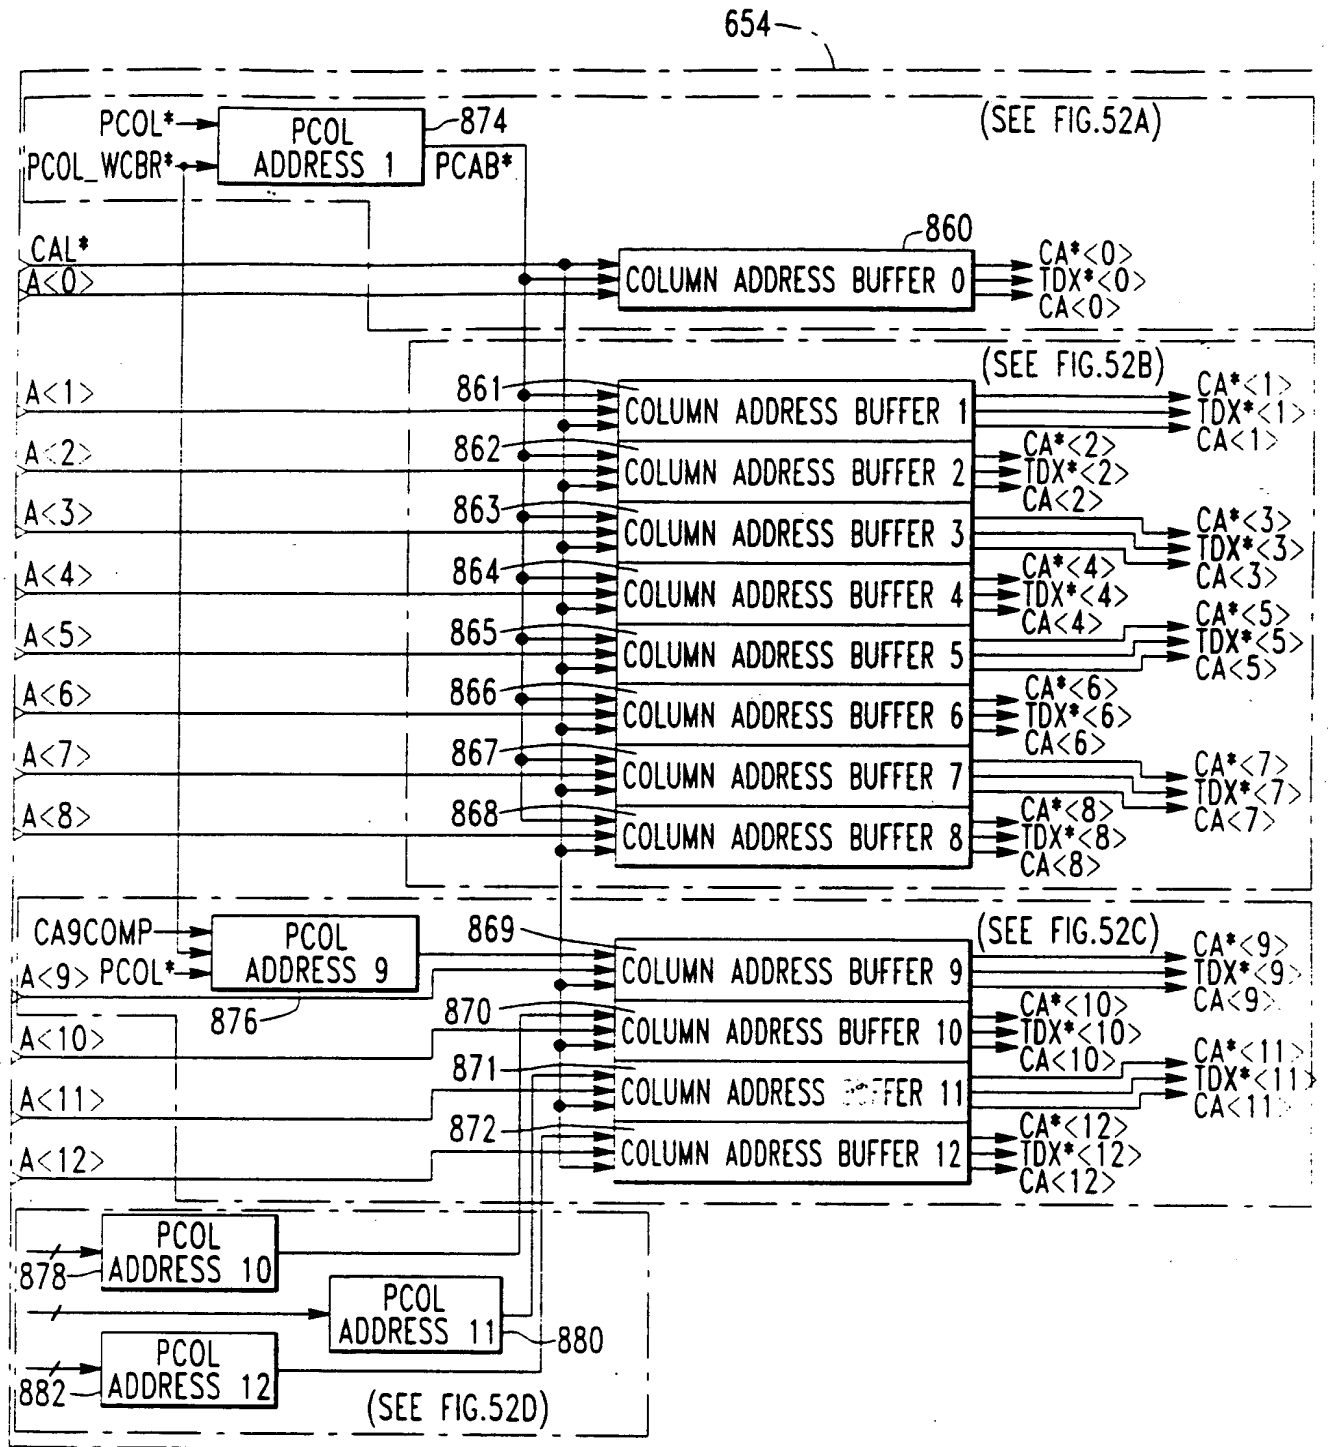 654
(SEE FIG.52A)
PCOL*
PCOL_WCBR*
PCOL
ADDRESS 1
874
PCAB*
CAL*
A<0>
860
COLUMN ADDRESS BUFFER 0
CA*<0>
TDX*<0>
CA<0>
(SEE FIG.52B)
A<1>
861
COLUMN ADDRESS BUFFER 1
CA*<1>
TDX*<1>
CA<1>
A<2>
862
COLUMN ADDRESS BUFFER 2
CA*<2>
TDX*<2>
CA<2>
A<3>
863
COLUMN ADDRESS BUFFER 3
CA*<3>
TDX*<3>
CA<3>
A<4>
864
COLUMN ADDRESS BUFFER 4
CA*<4>
TDX*<4>
CA<4>
A<5>
865
COLUMN ADDRESS BUFFER 5
CA*<5>
TDX*<5>
CA<5>
A<6>
866
COLUMN ADDRESS BUFFER 6
CA*<6>
TDX*<6>
CA<6>
A<7>
867
COLUMN ADDRESS BUFFER 7
CA*<7>
TDX*<7>
CA<7>
A<8>
868
COLUMN ADDRESS BUFFER 8
CA*<8>
TDX*<8>
CA<8>
(SEE FIG.52C)
CA9COMP
PCOL*
PCOL
ADDRESS 9
876
A<9>
869
COLUMN ADDRESS BUFFER 9
CA*<9>
TDX*<9>
CA<9>
A<10>
870
COLUMN ADDRESS BUFFER 10
CA*<10>
TDX*<10>
CA<10>
A<11>
871
COLUMN ADDRESS BUFFER 11
CA*<11>
TDX*<11>
CA<11>
A<12>
872
COLUMN ADDRESS BUFFER 12
CA*<12>
TDX*<12>
CA<12>
PCOL
ADDRESS 10
878
PCOL
ADDRESS 11
880
PCOL
ADDRESS 12
882
(SEE FIG.52D)